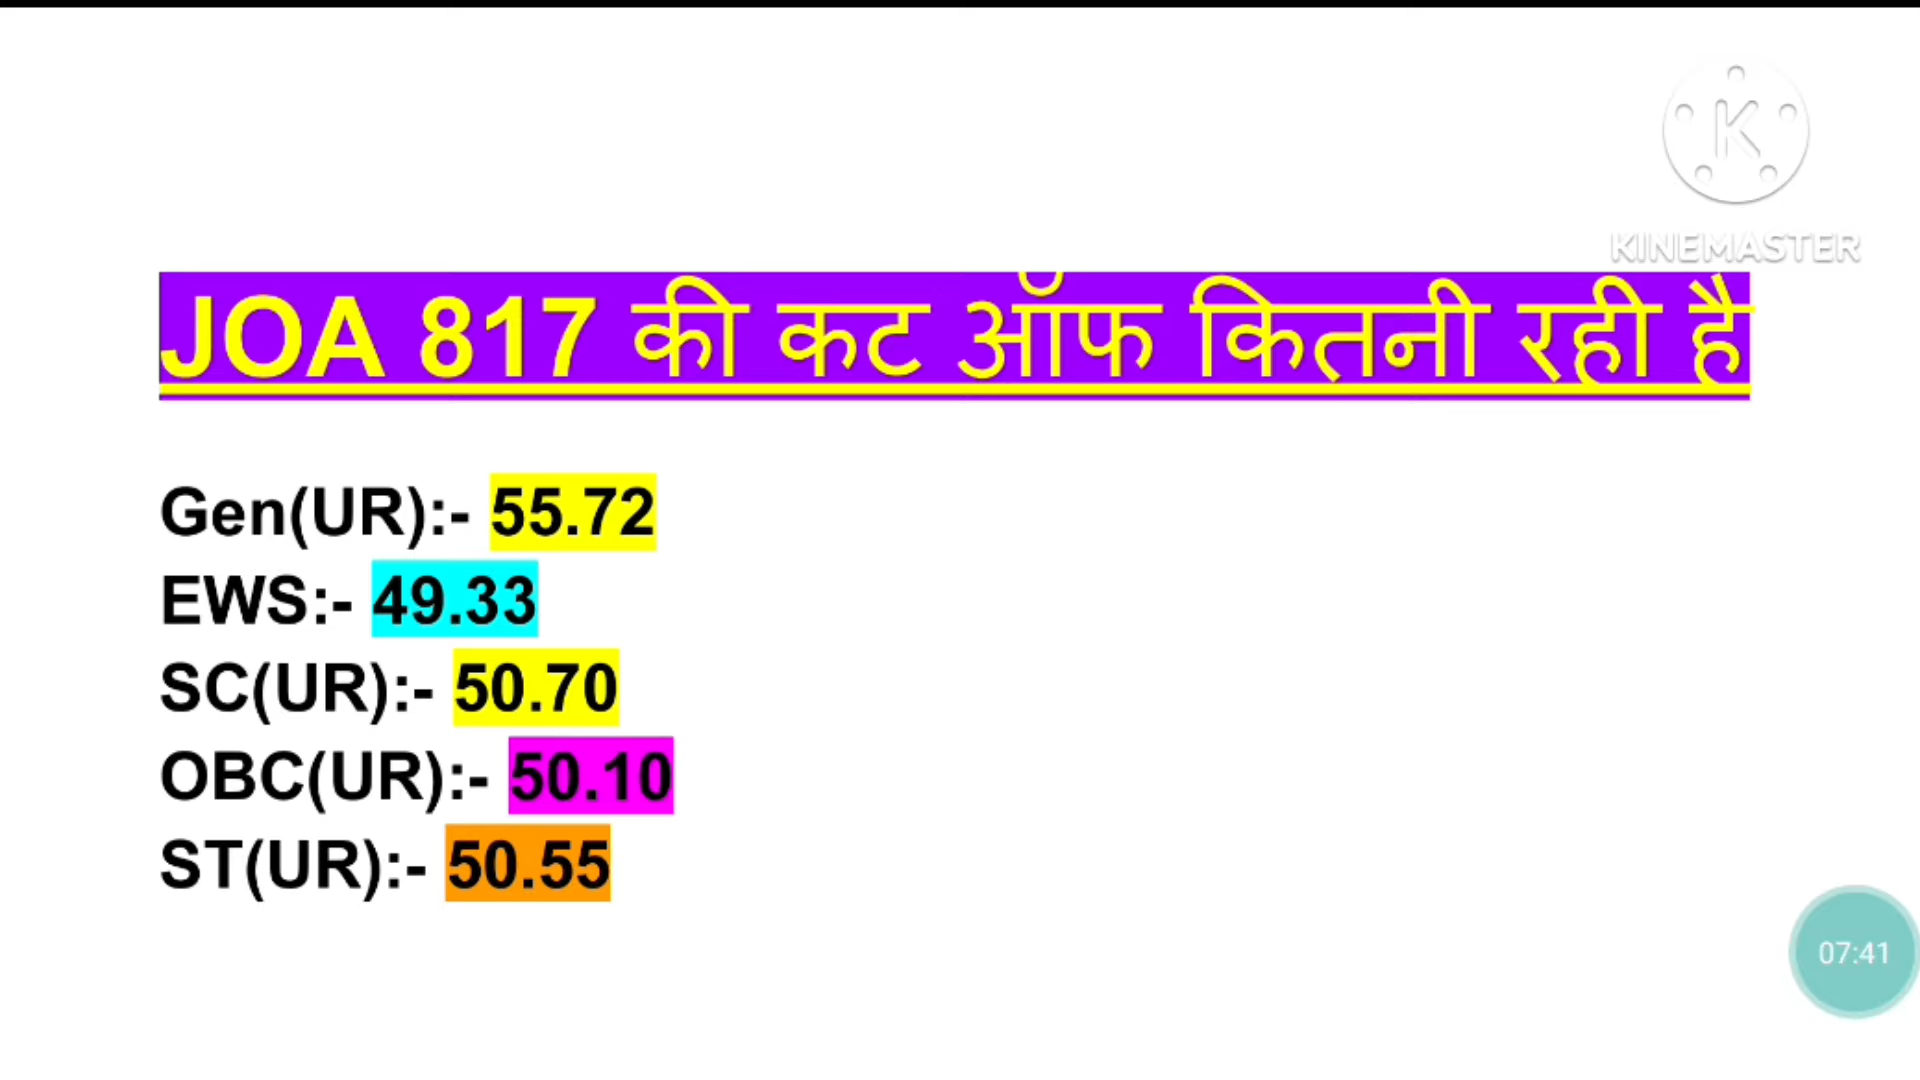 KINEMASTER
JOA 817 की कट ऑफ कितनी रही है
Gen(UR):- 55.72
EWS:- 49.33
SC(UR):- 50.70
OBC(UR):- 50.10
ST(UR):- 50.55
07:41